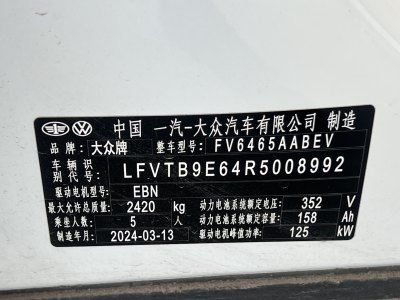 中国 一汽-大众汽车有限公司 制造
品牌 大众牌 整车型号 FV6465AABEV
车辆识别代号 LFVTB9E64R5008992
驱动电机型号 EBN
最大允许总质量 2420 kg 动力电池系统额定电压 352 V
乘坐人数 5 人 动力电池系统额定容量 158 Ah
制造年月 2024-03-13 驱动电机峰值功率 125 kW